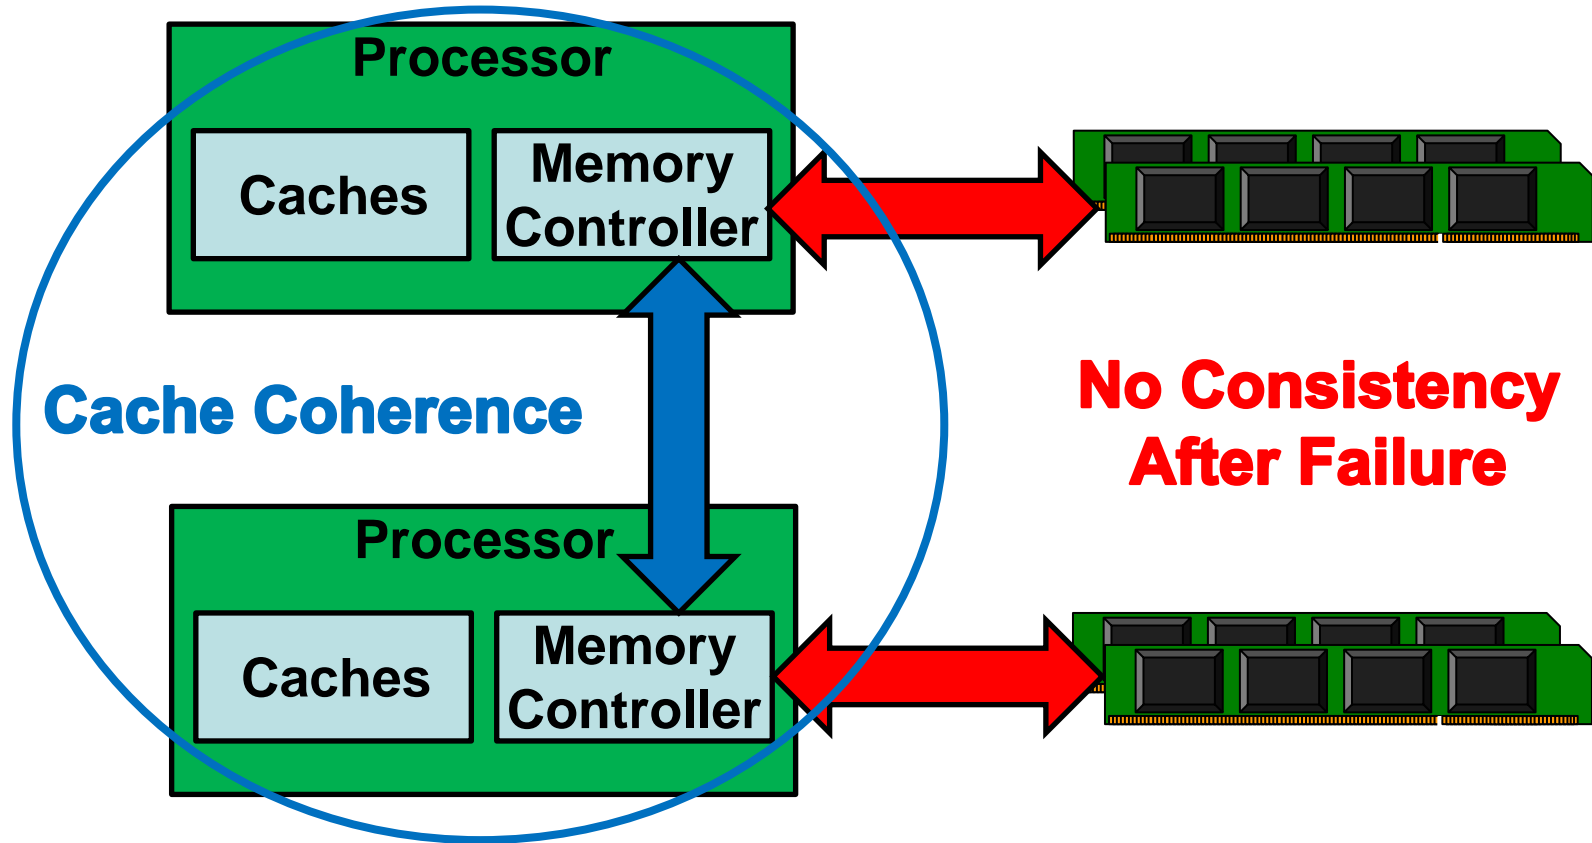 Processor
Caches
Memory
Controller
Cache Coherence
No Consistency
After Failure
Processor
Caches
Memory
Controller